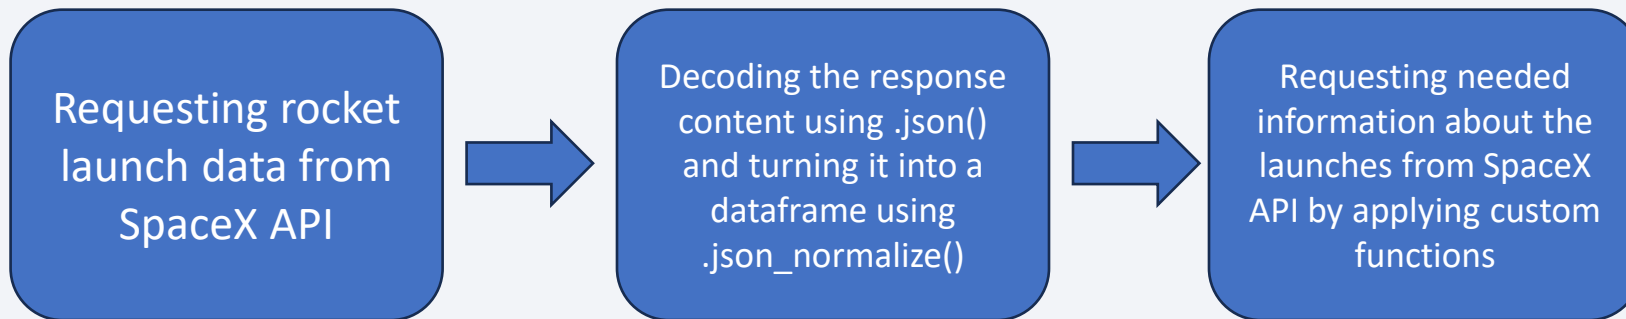 Requesting rocket
launch data from
SpaceX API
Decoding the response
content using .json()
and turning it into a
dataframe using
.json_normalize()
Requesting needed
information about the
launches from SpaceX
API by applying custom
functions